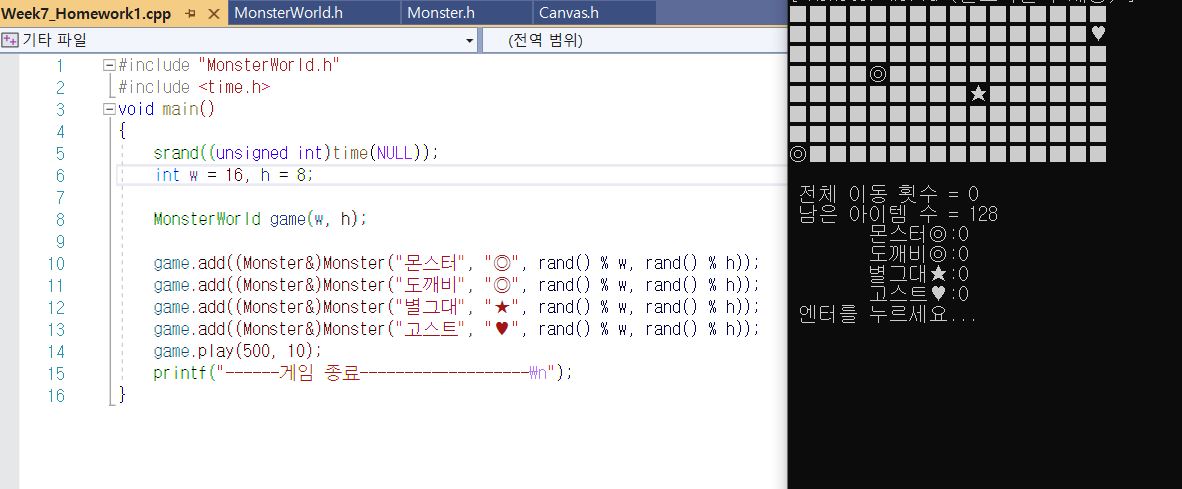 Week7_Homework1.cpp MonsterWorld.h Monster.h Canvas.h
기타 파일 (전역 범위)
1 #include "MonsterWorld.h"
2 #include <time.h>
3 void main()
4 {
5 srand((unsigned int)time(NULL));
6 int w = 16, h = 8;
7
8 MonsterWorld game(w, h);
9
10 game.add((Monster&)Monster("몬스터", "◎", rand() % w, rand() % h));
11 game.add((Monster&)Monster("도깨비", "◎", rand() % w, rand() % h));
12 game.add((Monster&)Monster("별그대", "★", rand() % w, rand() % h));
13 game.add((Monster&)Monster("고스트", "♥", rand() % w, rand() % h));
14 game.play(500, 10);
15 printf("------게임 종료-------------------₩n");
16 }
전체 이동 횟수 = 0
남은 아이템 수 = 128
몬스터◎:0
도깨비◎:0
별그대★:0
고스트♥:0
엔터를 누르세요...